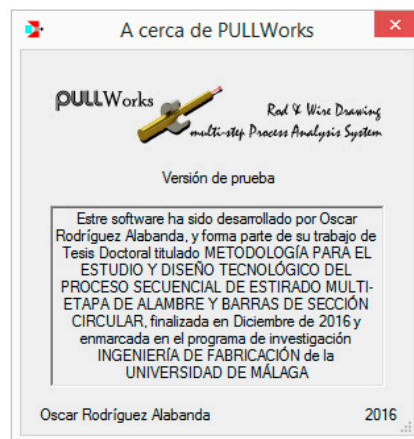 A cerca de PULLWorks
PULLWorks
Rod & Wire Drawing
multi-step Process Analysis System
Versión de prueba
Estre software ha sido desarrollado por Oscar
Rodríguez Alabanda, y forma parte de su trabajo de
Tesis Doctoral titulado METODOLOGÍA PARA EL
ESTUDIO Y DISEÑO TECNOLÓGICO DEL
PROCESO SECUENCIAL DE ESTIRADO MULTI-
ETAPA DE ALAMBRE Y BARRAS DE SECCIÓN
CIRCULAR, finalizada en Diciembre de 2016 y
enmarcada en el programa de investigación
INGENIERÍA DE FABRICACIÓN de la
UNIVERSIDAD DE MÁLAGA
Oscar Rodríguez Alabanda 2016